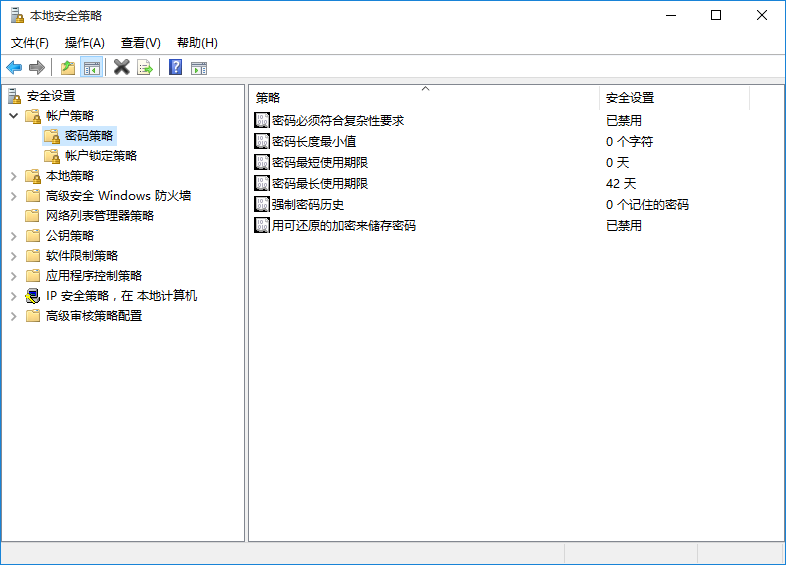 本地安全策略
文件(F) 操作(A) 查看(V) 帮助(H)
安全设置
帐户策略
密码策略
帐户锁定策略
本地策略
高级安全 Windows 防火墙
网络列表管理器策略
公钥策略
软件限制策略
应用程序控制策略
IP 安全策略，在 本地计算机
高级审核策略配置
策略 安全设置
密码必须符合复杂性要求 已禁用
密码长度最小值 0 个字符
密码最短使用期限 0 天
密码最长使用期限 42 天
强制密码历史 0 个记住的密码
用可还原的加密来储存密码 已禁用